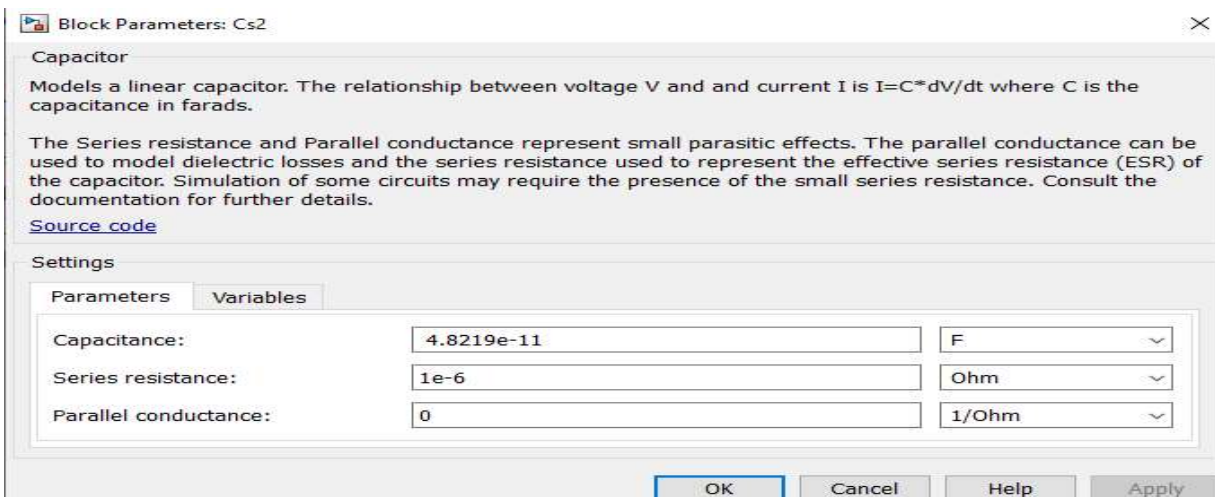 Block Parameters: Cs2
Capacitor
Models a linear capacitor. The relationship between voltage V and and current I is I=C*dV/dt where C is the
capacitance in farads.
The Series resistance and Parallel conductance represent small parasitic effects. The parallel conductance can be
used to model dielectric losses and the series resistance used to represent the effective series resistance (ESR) of
the capacitor. Simulation of some circuits may require the presence of the small series resistance. Consult the
documentation for further details.
Source code
Settings
Parameters Variables
Capacitance: 4.8219e-11 F
Series resistance: 1e-6 Ohm
Parallel conductance: 0 1/Ohm
OK Cancel Help Apply